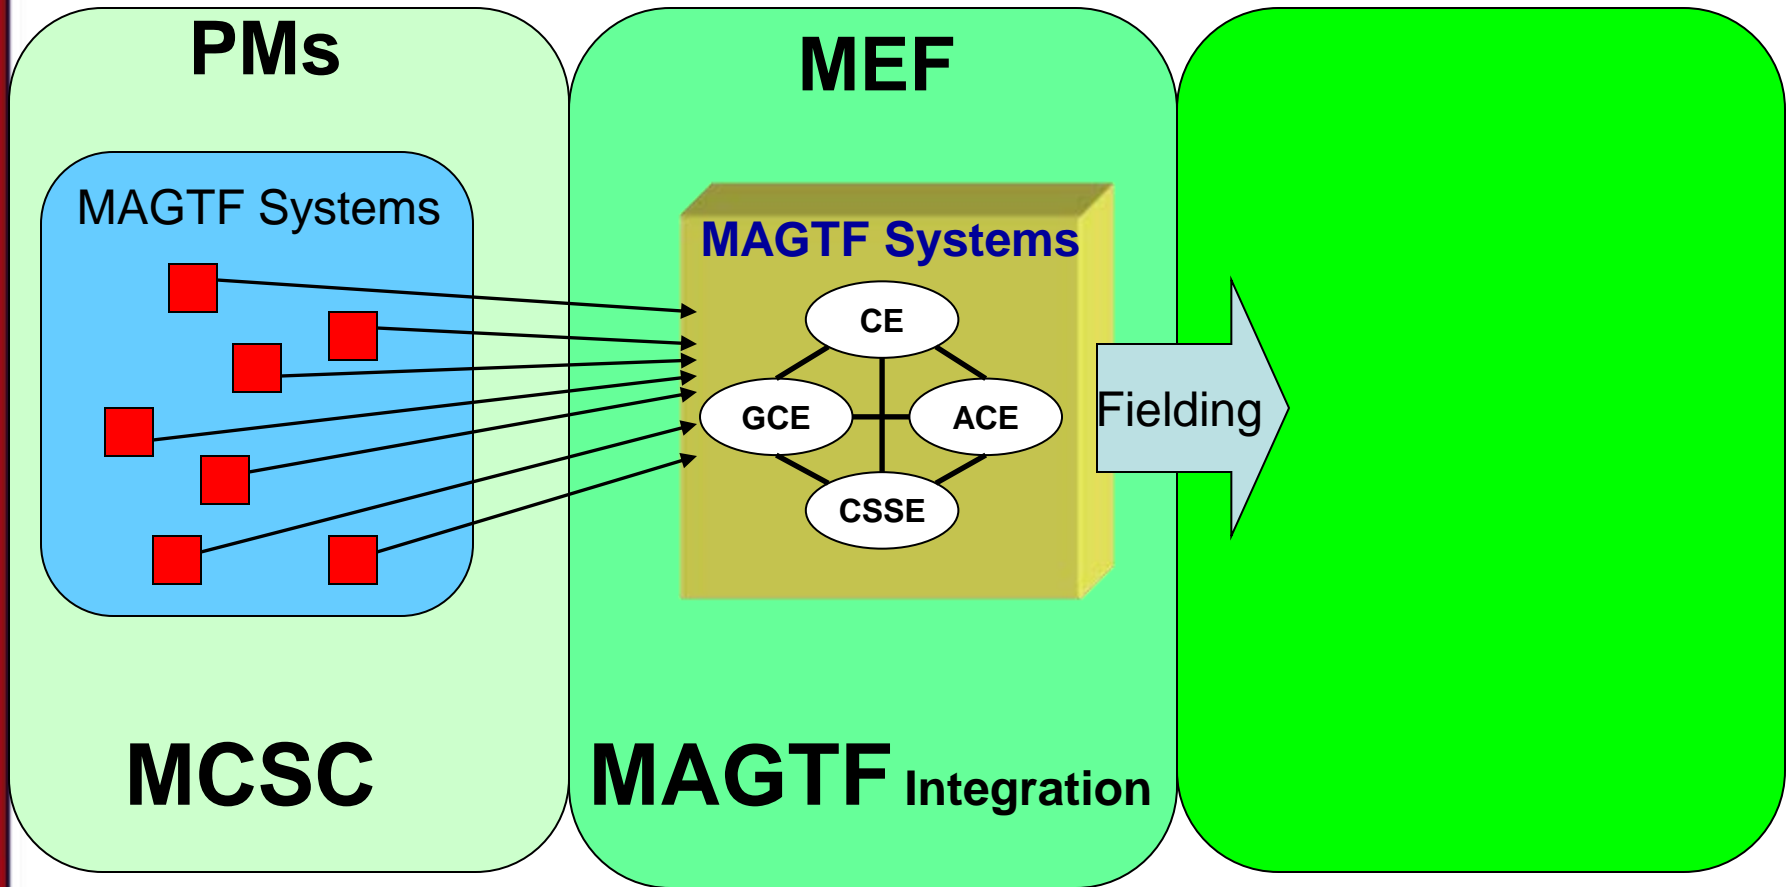 PMs
MEF
MAGTF Systems
MAGTF Systems
CE
GCE
ACE
CSSE
Fielding
MCSC
MAGTF Integration